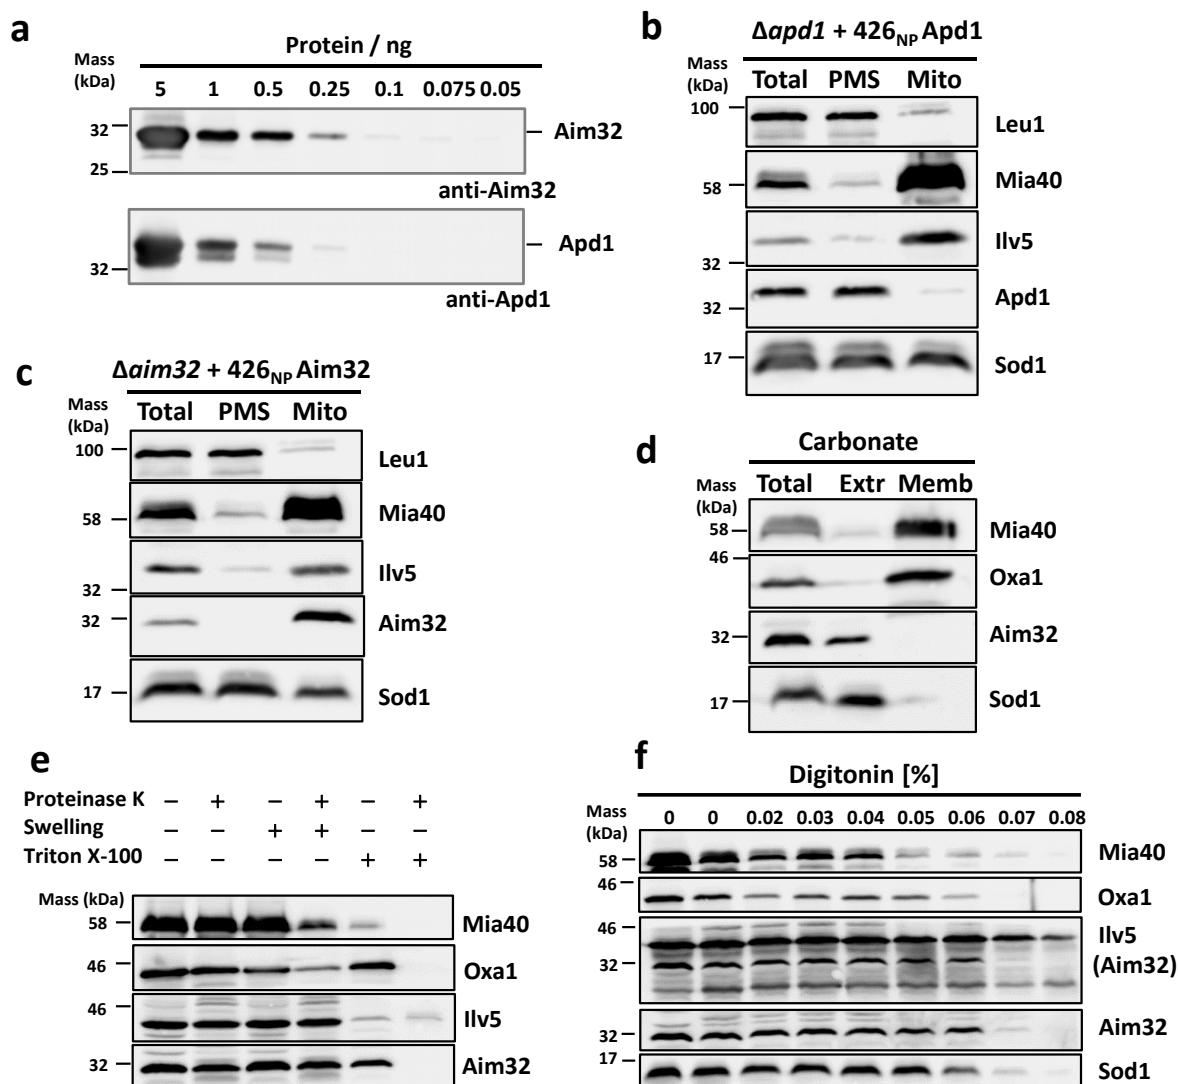 a
Protein / ng
Mass
(kDa)
5 1 0.5 0.25 0.1 0.075 0.05
32
25
Aim32
anti-Aim32
32
Apd1
anti-Apd1
b
Δapd1 + 426NP Apd1
Mass
(kDa)
Total PMS Mito
100
Leu1
58
Mia40
32
Ilv5
32
Apd1
17
Sod1
c
Δaim32 + 426NP Aim32
Mass
(kDa)
Total PMS Mito
100
Leu1
58
Mia40
32
Ilv5
32
Aim32
17
Sod1
d
Carbonate
Mass
(kDa)
Total Extr Memb
58
Mia40
46
Oxa1
32
Aim32
17
Sod1
e
Proteinase K – + – + – +
Swelling – – + + – –
Triton X-100 – – – – + +
Mass (kDa)
58
Mia40
46
Oxa1
46
Ilv5
32
Aim32
f
Digitonin [%]
Mass
(kDa)
0 0 0.02 0.03 0.04 0.05 0.06 0.07 0.08
58
Mia40
46
Oxa1
46
Ilv5
32
(Aim32)
32
Aim32
17
Sod1